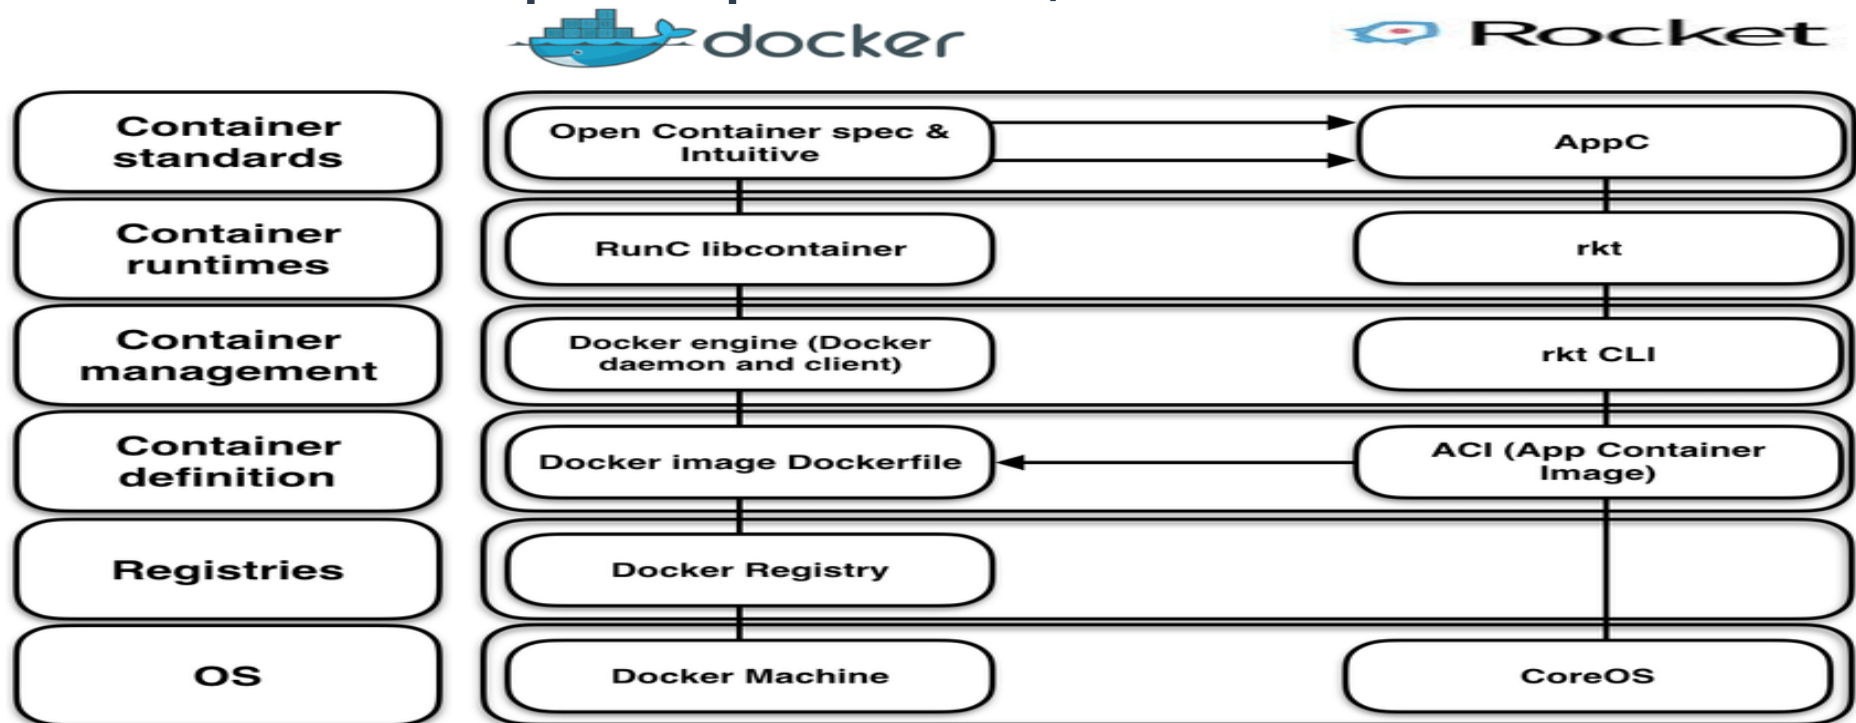 docker
Rocket
Container
standards
Open Container spec &
Intuitive
AppC
Container
runtimes
RunC libcontainer
rkt
Container
management
Docker engine (Docker
daemon and client)
rkt CLI
Container
definition
Docker image Dockerfile
ACI (App Container
Image)
Registries
Docker Registry
OS
Docker Machine
CoreOS